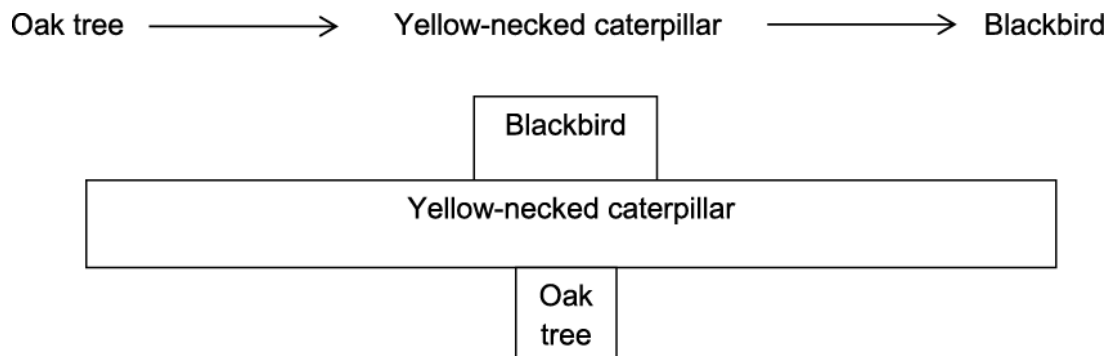 Oak tree Yellow-necked caterpillar Blackbird
Blackbird
Yellow-necked caterpillar
Oak
tree